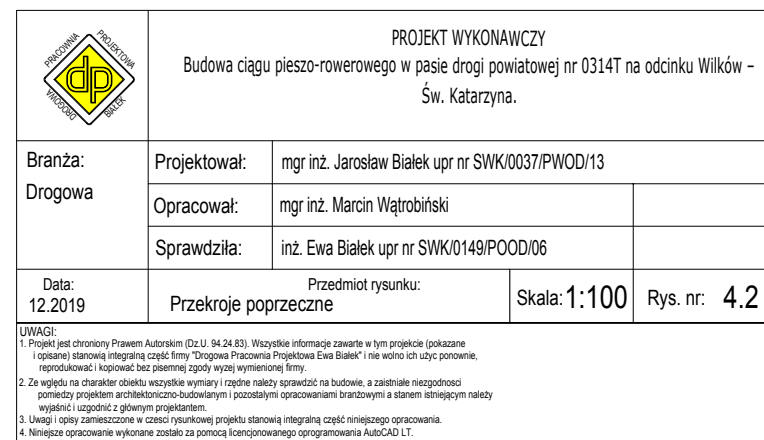 PRACOWNIA PROJEKTOWA
DROGOWA BIAŁEK
dp
PROJEKT WYKONAWCZY
Budowa ciągu pieszo-rowerowego w pasie drogi powiatowej nr 0314T na odcinku Wilków –
Św. Katarzyna.
Branża:
Drogowa
Projektował: mgr inż. Jarosław Białek upr nr SWK/0037/PWOD/13
Opracował: mgr inż. Marcin Wątrobiński
Sprawdziła: inż. Ewa Białek upr nr SWK/0149/POOD/06
Data:
12.2019
Przedmiot rysunku:
Przekroje poprzeczne
Skala: 1:100
Rys. nr: 4.2
UWAGI:
1. Projekt jest chroniony Prawem Autorskim (Dz.U. 94.24.83). Wszystkie informacje zawarte w tym projekcie (pokazane
i opisane) stanowią integralną część firmy "Drogowa Pracownia Projektowa Ewa Białek" i nie wolno ich użyc ponownie,
reprodukować i kopiować bez pisemnej zgody wyzej wymienionej firmy.
2. Ze względu na charakter obiektu wszystkie wymiary i rzędne należy sprawdzić na budowie, a zaistniałe niezgodnosci
pomiedzy projektem architektoniczno-budowlanym i pozostalymi opracowaniami branżowymi a stanem istniejącym należy
wyjaśnić i uzgodnić z głównym projektantem.
3. Uwagi i opisy zamieszczone w czesci rysunkowej projektu stanowią integralną część niniejszego opracowania.
4. Niniejsze opracowanie wykonane zostało za pomocą licencjonowanego oprogramowania AutoCAD LT.